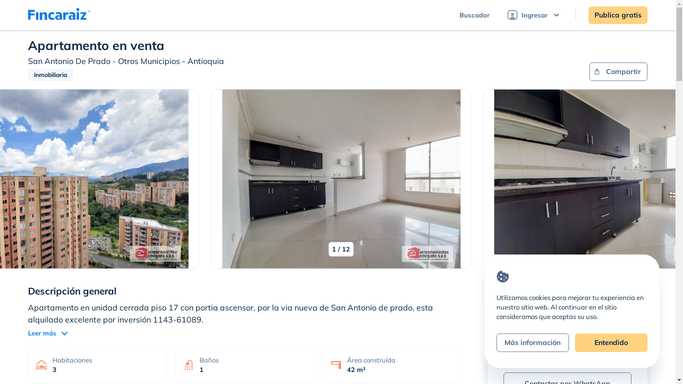 Fincaraiz
Buscador
Ingresar
Publica gratis
Apartamento en venta
San Antonio De Prado - Otros Municipios - Antioquia
Inmobiliaria
Compartir
1 / 12
Descripción general
Apartamento en unidad cerrada piso 17 con portia ascensor, por la via nueva de San Antonio de prado, esta
alquilado excelente por inversión 1143-61089.
Leer más
Habitaciones
3
Baños
1
Área construída
42 m²
Utilizamos cookies para mejorar tu experiencia en
nuestro sitio web. Al continuar en el sitio
consideramos que aceptas su uso.
Más información
Entendido
Contactar por WhatsApp